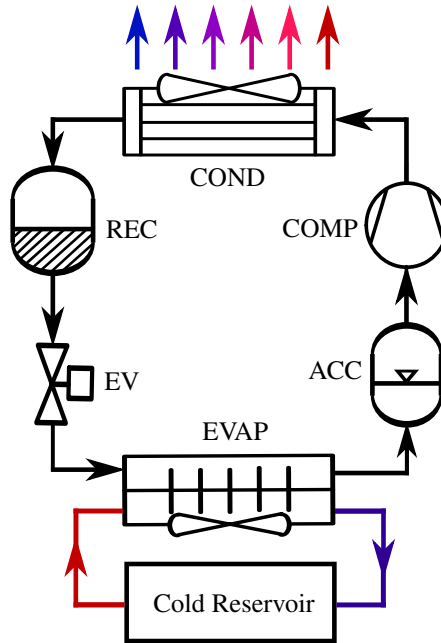 COND
REC
COMP
EV
ACC
EVAP
Cold Reservoir